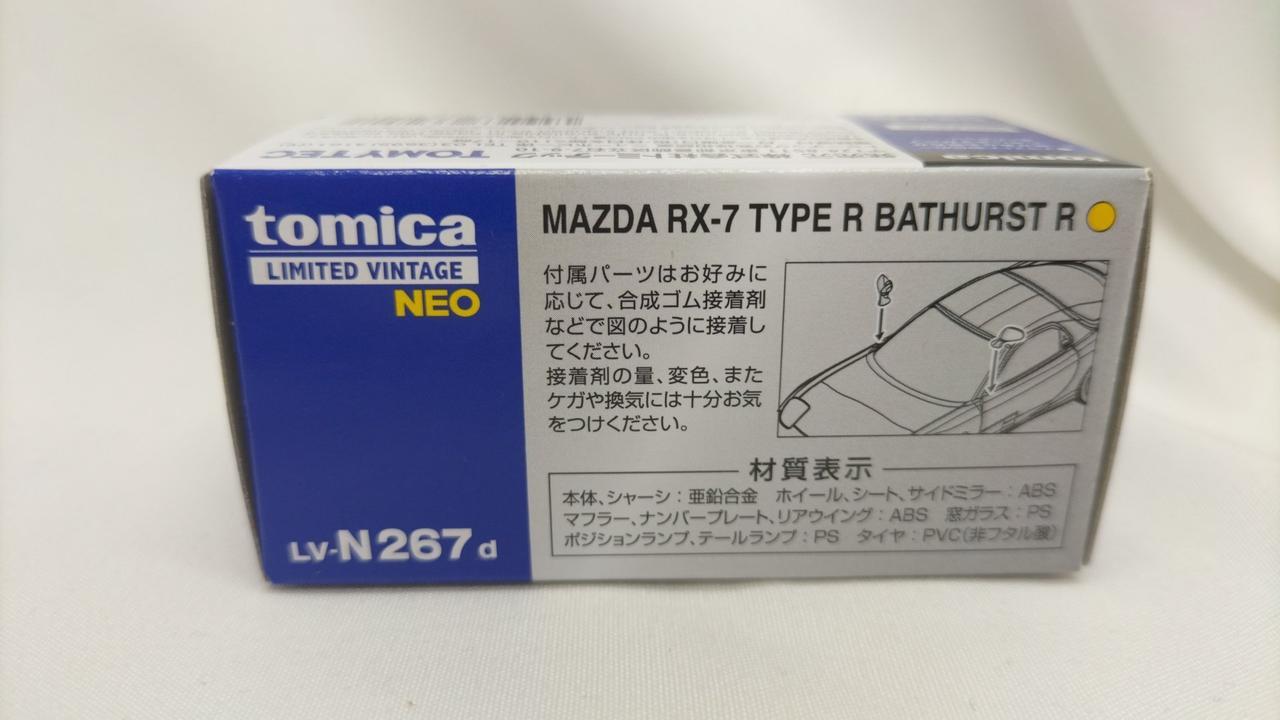 TOMYTEC
tomica
tomica
LIMITED VINTAGE
NEO
LV-N267d
MAZDA RX-7 TYPE R BATHURST R
付属パーツはお好みに
応じて、合成ゴム接着剤
などで図のように接着し
てください。
接着剤の量、変色、また
ケガや換気には十分お気
をつけください。
材質表示
本体、シャーシ：亜鉛合金 ホイール、シート、サイドミラー：ABS
マフラー、ナンバープレート、リアウイング：ABS 窓ガラス：PS
ポジションランプ、テールランプ：PS タイヤ：PVC(非フタル酸)